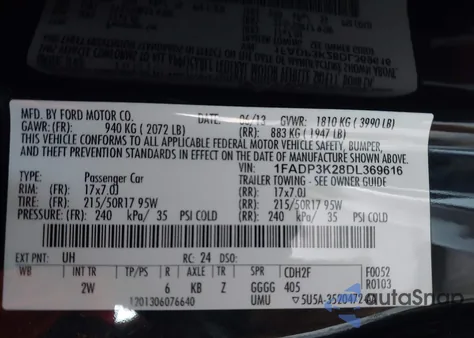 MFD. BY FORD MOTOR CO.
DATE: 06/13 GVWR: 1810 KG (3990 LB)
GAWR: (FR): 940 KG (2072 LB) (RR): 883 KG (1947 LB)
THIS VEHICLE CONFORMS TO ALL APPLICABLE FEDERAL MOTOR VEHICLE SAFETY, BUMPER,
AND THEFT PREVENTION STANDARDS IN EFFECT ON THE DATE OF MANUFACTURE SHOWN ABOVE.
VIN: 1FADP3K28DL369616
TYPE: Passenger Car TRAILER TOWING - SEE OWNER GUIDE
RIM: (FR): 17x7.0J (RR): 17x7.0J
TIRE: (FR): 215/50R17 95W (RR): 215/50R17 95W
PRESSURE: (FR): 240 kPa/ 35 PSI COLD (RR): 240 kPa/ 35 PSI COLD
EXT PNT: UH RC: 24 DSO:
WB INT TR TP/PS R AXLE TR SPR CDH2F F0052
2W 6 KB Z GGGG 405 R0103
1201306076640 UMU
autoSnap